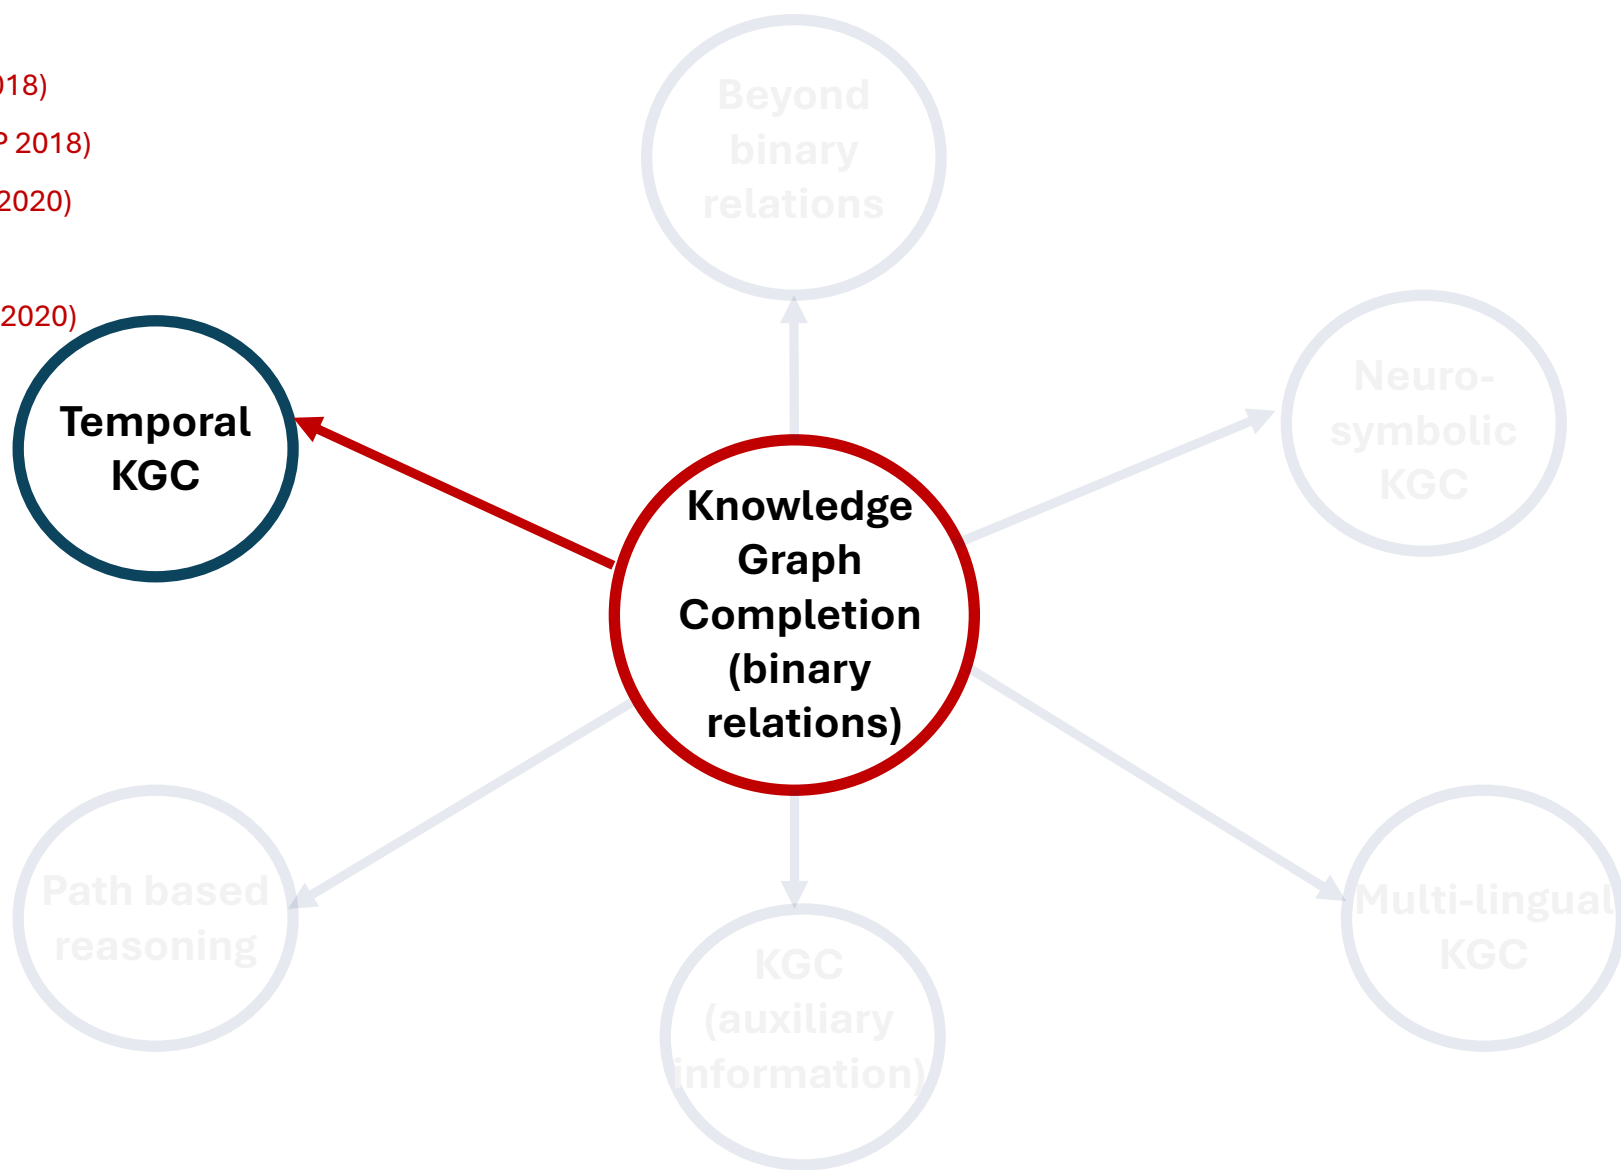 018)
P 2018)
2020)
2020)
Beyond
binary
relations
Temporal
KGC
Neuro-
symbolic
KGC
Knowledge
Graph
Completion
(binary
relations)
Path based
reasoning
KGC
(auxiliary
information)
Multi-lingual
KGC